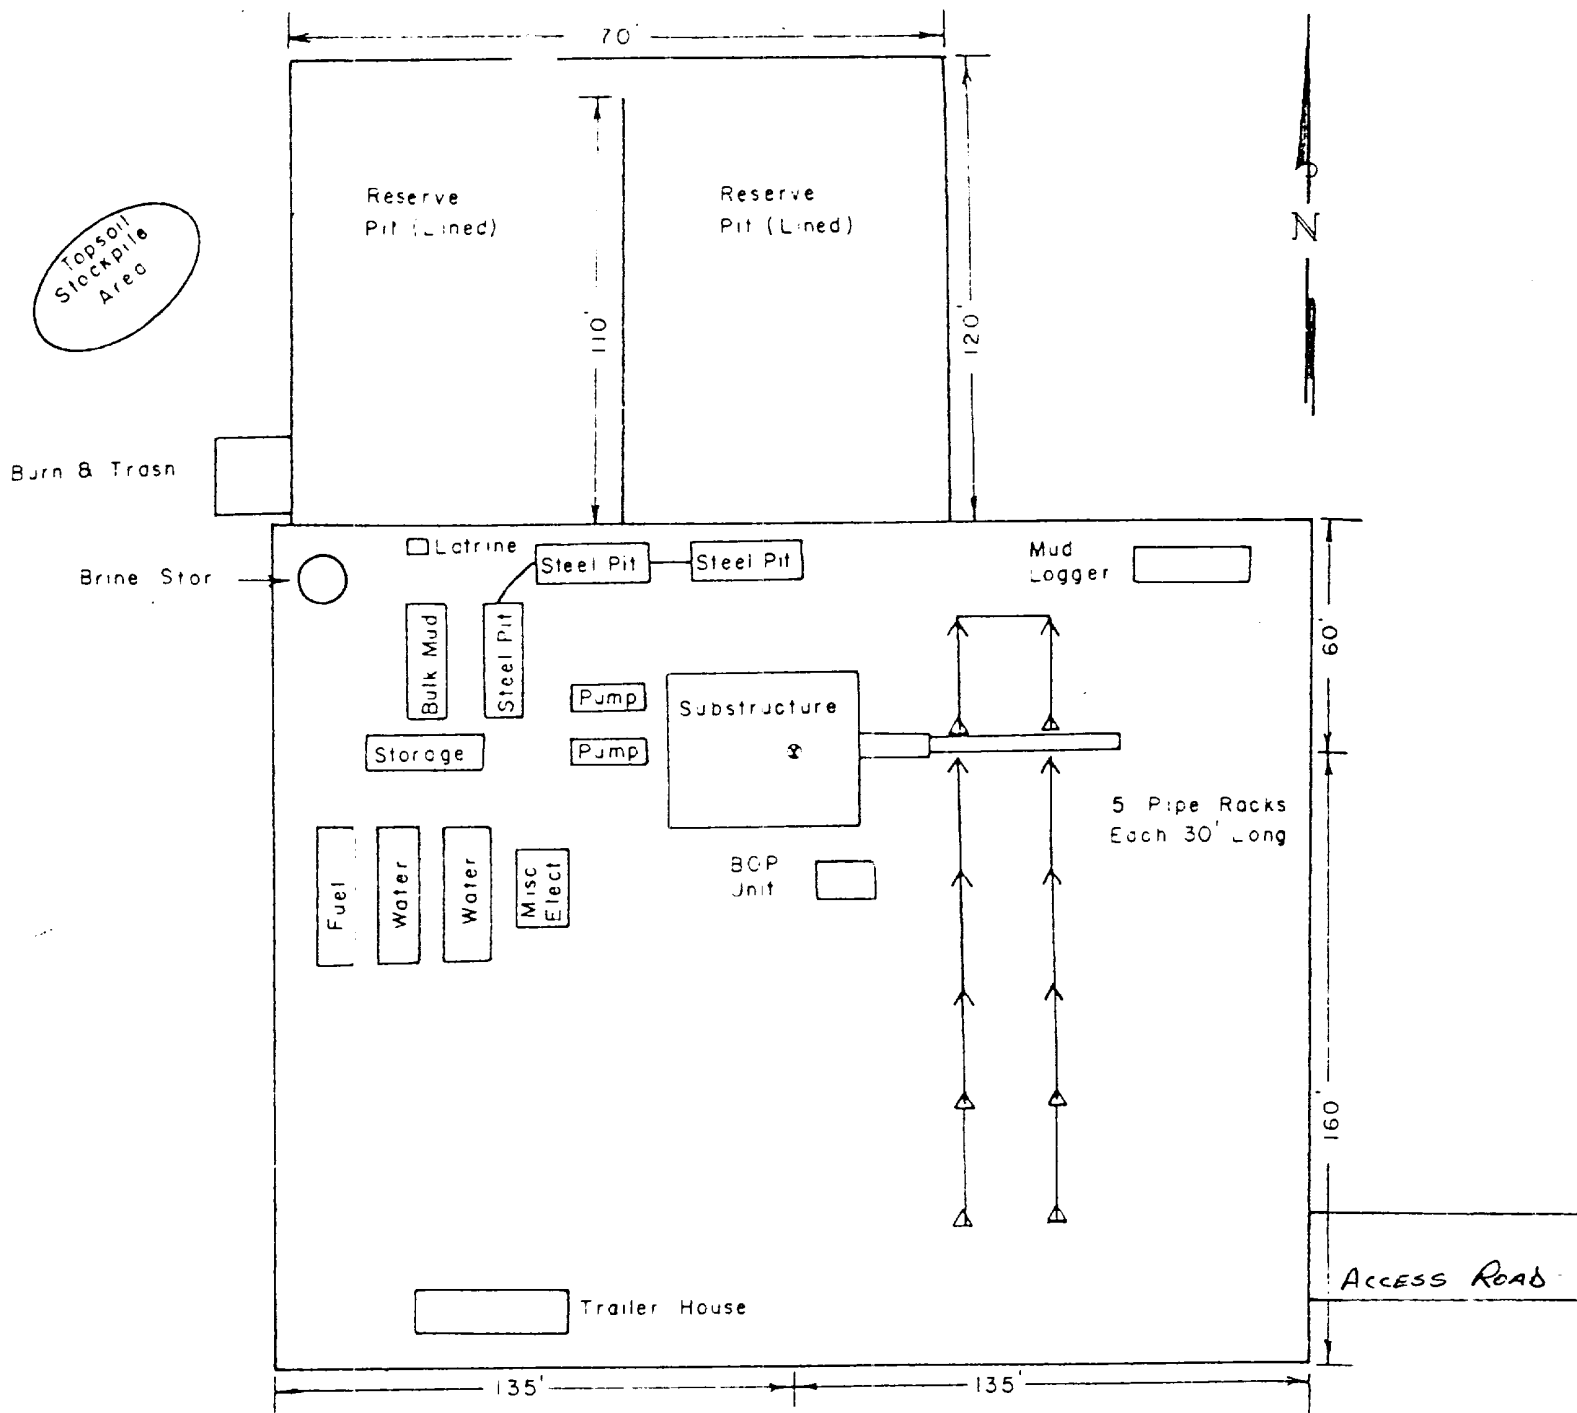 70'
Reserve
Pit (Lined)
Reserve
Pit (Lined)
Topsoil
Stockpile
Area
N
110'
120'
Burn & Trash
Latrine
Steel Pit
Steel Pit
Mud
Logger
Brine Stor
Bulk Mud
Steel Pit
60'
Pump
Substructure
Storage
Pump
5 Pipe Racks
Each 30' Long
BOP
Unit
Fuel
Water
Water
Misc
Elect
160'
ACCESS ROAD
Trailer House
135'
135'